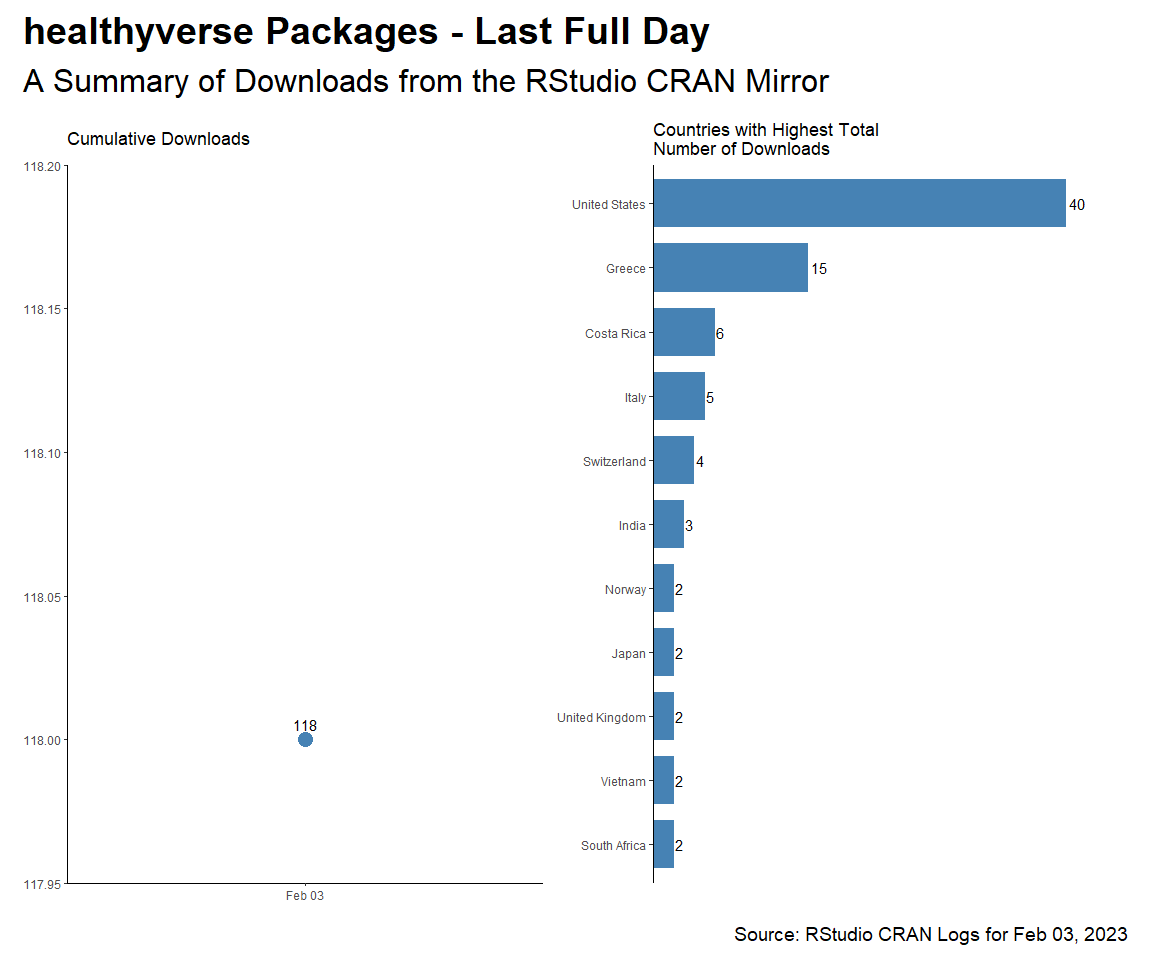 healthyverse Packages - Last Full Day
A Summary of Downloads from the RStudio CRAN Mirror
Cumulative Downloads
118.20
118.15
118.10
118.05
118.00
117.95
118
Feb 03
Countries with Highest Total
Number of Downloads
United States 40
Greece 15
Costa Rica 6
Italy 5
Switzerland 4
India 3
Norway 2
Japan 2
United Kingdom 2
Vietnam 2
South Africa 2
Source: RStudio CRAN Logs for Feb 03, 2023